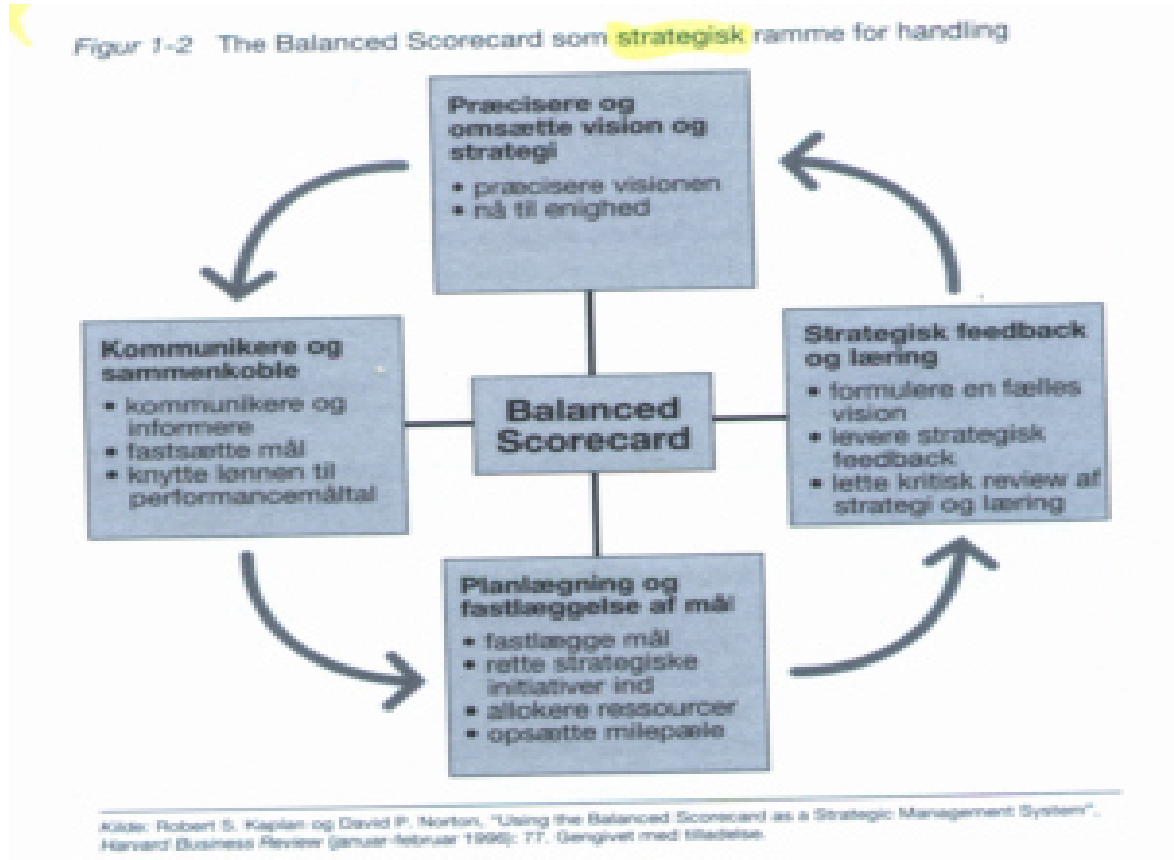 Figur 1-2 The Balanced Scorecard som strategisk ramme for handling
Præcisere og
omsætte vision og
strategi
• præcisere visionen
• nå til enighed
Kommunikere og
sammenkoble
• kommunikere og
informere
• fastsætte mål
• knytte lønnen til
performancemåltal
Balanced
Scorecard
Strategisk feedback
og læring
• formulere en fælles
vision
• levere strategisk
feedback
• lette kritisk review af
strategi og læring
Planlægning og
fastlæggelse af mål
• fastlægge mål
• rette strategiske
initiativer ind
• allokere ressourcer
• opsætte milepæle
Kilde: Robert S. Kaplan og David P. Norton, "Using the Balanced Scorecard as a Strategic Management System",
Harvard Business Review (januar-februar 1996): 77. Gengivet med tilladelse.